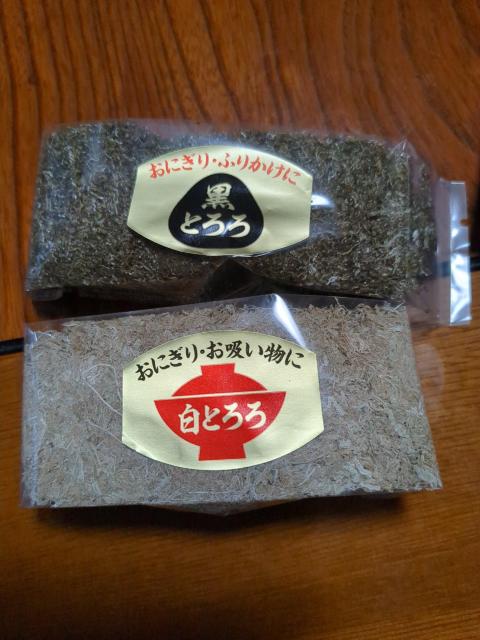 おにぎり・ふりかけに
黒
とろろ
おにぎり・お吸い物に
白とろろ